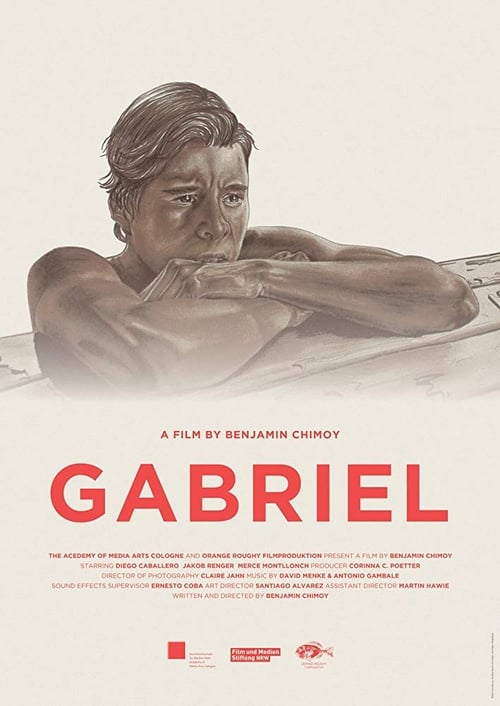 A FILM BY BENJAMIN CHIMOY
GABRIEL
THE ACEDEMY OF MEDIA ARTS COLOGNE AND ORANGE ROUGHY FILMPRODUKTION PRESENT A FILM BY BENJAMIN CHIMOY
STARRING DIEGO CABALLERO JAKOB RENGER MERCE MONTLLONCH PRODUCER CORINNA C. POETTER
DIRECTOR OF PHOTOGRAPHY CLAIRE JAHN MUSIC BY DAVID MENKE & ANTONIO GAMBALE
SOUND EFFECTS SUPERVISOR ERNESTO COBA ART DIRECTOR SANTIAGO ALVAREZ ASSISTANT DIRECTOR MARTIN HAWIE
WRITTEN AND DIRECTED BY BENJAMIN CHIMOY
Film und Medien
Stiftung NRW